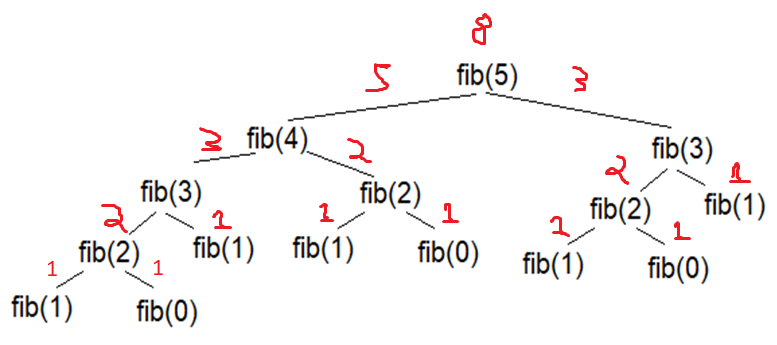 8
5 fib(5) 3
3 fib(4) 2 fib(3)
fib(3) fib(2) 2 1
2 1 1 1 fib(2) fib(1)
fib(2) fib(1) fib(1) fib(0) 1 1
1 1 fib(1) fib(0)
fib(1) fib(0)